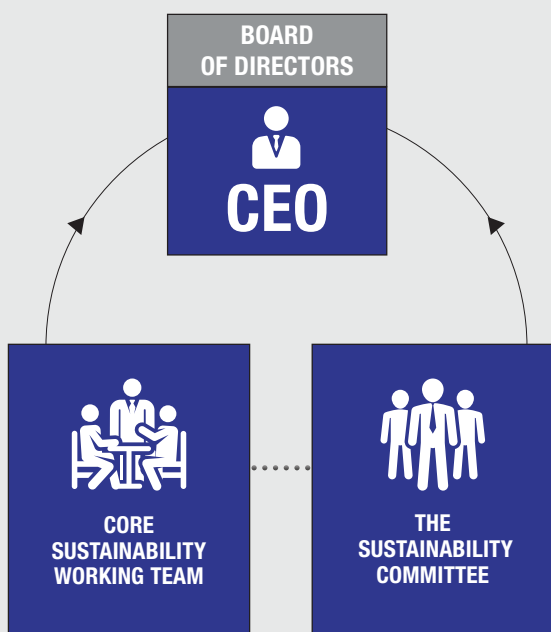 BOARD
OF DIRECTORS
CEO
CORE
SUSTAINABILITY
WORKING TEAM
THE
SUSTAINABILITY
COMMITTEE